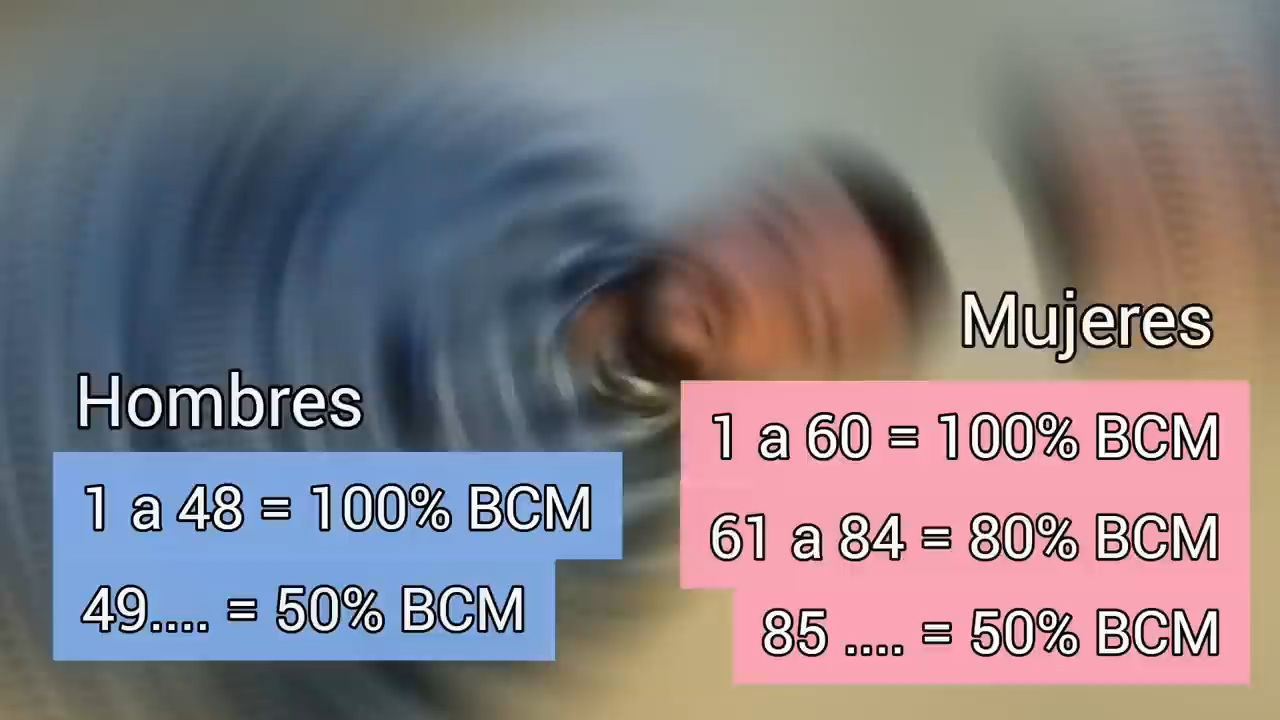 Hombres
1 a 48 = 100% BCM
49.... = 50% BCM
Mujeres
1 a 60 = 100% BCM
61 a 84 = 80% BCM
85 .... = 50% BCM